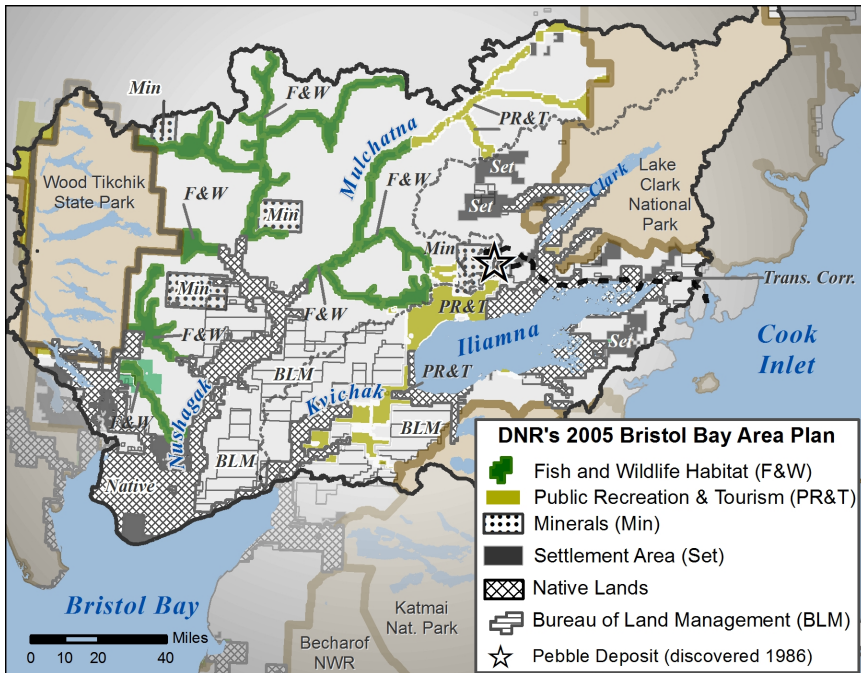 Min
F&W
PR&T
Mulchatna
Set
Lake
Clark
National
Park
Wood Tikchik
State Park
F&W
F&W
Set
Clark
Min
Min
Min
Trans. Corr.
PR&T
F&W
F&W
Iliamna
Set
Cook
Inlet
BLM
PR&T
Kvichak
F&W
Nushagak
BLM
BLM
Native
Bristol Bay
Katmai
Nat. Park
Becharof
NWR
Miles
0 10 20 40
DNR's 2005 Bristol Bay Area Plan
Fish and Wildlife Habitat (F&W)
Public Recreation & Tourism (PR&T)
Minerals (Min)
Settlement Area (Set)
Native Lands
Bureau of Land Management (BLM)
Pebble Deposit (discovered 1986)